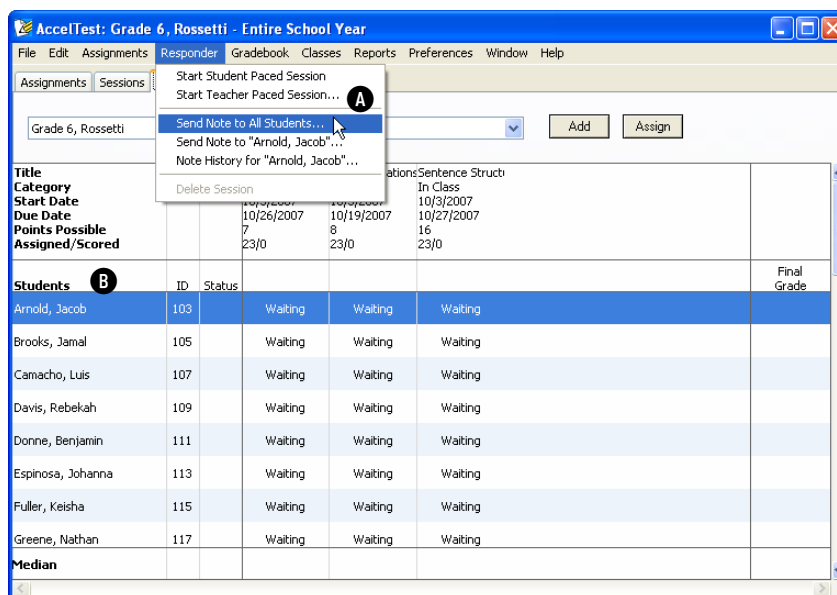 AccelTest: Grade 6, Rossetti - Entire School Year
File Edit Assignments Responder Gradebook Classes Reports Preferences Window Help
Assignments Sessions
Start Student Paced Session
Start Teacher Paced Session...
A
Send Note to All Students...
Send Note to "Arnold, Jacob"...
Note History for "Arnold, Jacob"...
Delete Session
Grade 6, Rossetti Add Assign
Title Sentence Structu
Category In Class
Start Date 10/3/2007
Due Date 10/26/2007 10/19/2007 10/27/2007
Points Possible 7 8 16
Assigned/Scored 23/0 23/0 23/0
Students B ID Status Final Grade
Arnold, Jacob 103 Waiting Waiting Waiting
Brooks, Jamal 105 Waiting Waiting Waiting
Camacho, Luis 107 Waiting Waiting Waiting
Davis, Rebekah 109 Waiting Waiting Waiting
Donne, Benjamin 111 Waiting Waiting Waiting
Espinosa, Johanna 113 Waiting Waiting Waiting
Fuller, Keisha 115 Waiting Waiting Waiting
Greene, Nathan 117 Waiting Waiting Waiting
Median